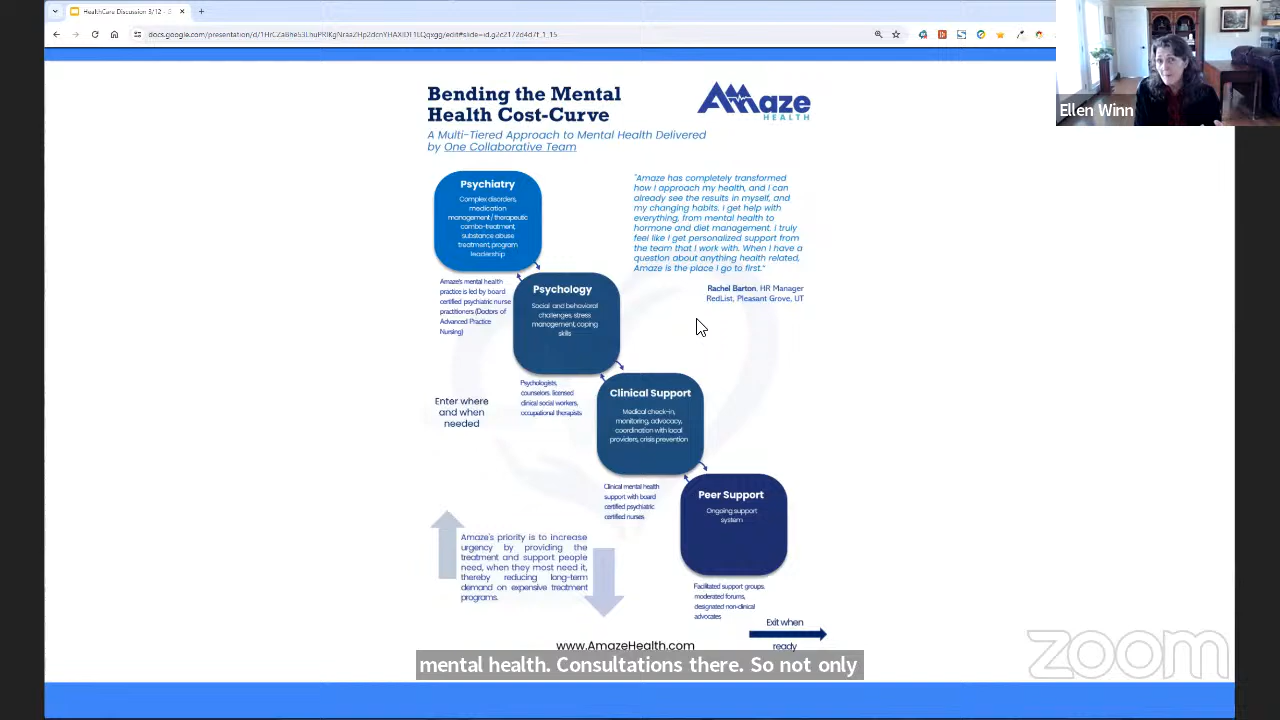 HealthCare Discussion 3/12 - S
docs.google.com/presentation/d/
Ellen Winn
Bending the Mental
Health Cost-Curve
Amaze
HEALTH
A Multi-Tiered Approach to Mental Health Delivered
by One Collaborative Team
Psychiatry
Complex disorders,
medication
management / therapeutic
combo-treatment,
substance abuse
treatment, program
leadership
"Amaze has completely transformed
how I approach my health, and I can
already see the results in myself, and
my changing habits. I get help with
everything, from mental health to
hormone and diet management. I truly
feel like I get personalized support from
the team that I work with. When I have a
question about anything health related,
Amaze is the place I go to first."
Rachel Barton, HR Manager
RedList, Pleasant Grove, UT
Amaze's mental health
practice is led by board
certified psychiatric nurse
practitioners (Doctors of
Advanced Practice
Nursing)
Psychology
Social and behavioral
challenges, stress
management, coping
skills
Psychologists,
counselors, licensed
clinical social workers,
occupational therapists
Enter where
and when
needed
Clinical Support
Medical check-in,
monitoring, advocacy,
coordination with local
providers, crisis prevention
Clinical mental health
support with board
certified psychiatric
certified nurses
Peer Support
Ongoing support
system
Facilitated support groups,
moderated forums,
designated non-clinical
advocates
Amaze's priority is to increase
urgency by providing the
treatment and support people
need, when they most need it,
thereby reducing long-term
demand on expensive treatment
programs.
Exit when
ready
www.AmazeHealth.com
mental health. Consultations there. So not only
zoom